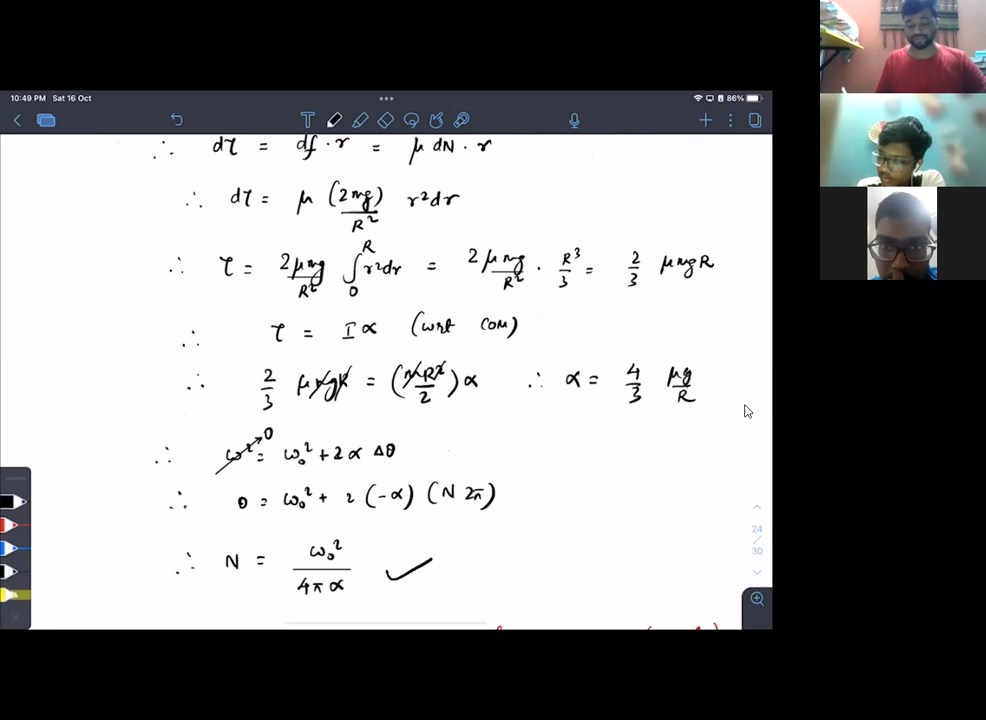 10:49 PM Sat 16 Oct 86%
∴ dτ = df · r = μ dN · r
∴ dτ = μ (2mg)/R² r²dr
∴ τ = 2μmg/R² ∫₀ᴿ r²dr = 2μmg/R² · R³/3 = 2/3 μmgR
∴ τ = Iα (wrt COM)
∴ 2/3 μmgR = (mR²/2)α ∴ α = 4/3 μg/R
∴ ω²→0 = ω₀² + 2α Δθ
∴ 0 = ω₀² + 2(-α)(N 2π)
∴ N = ω₀²/4πα ✓
24
/
30